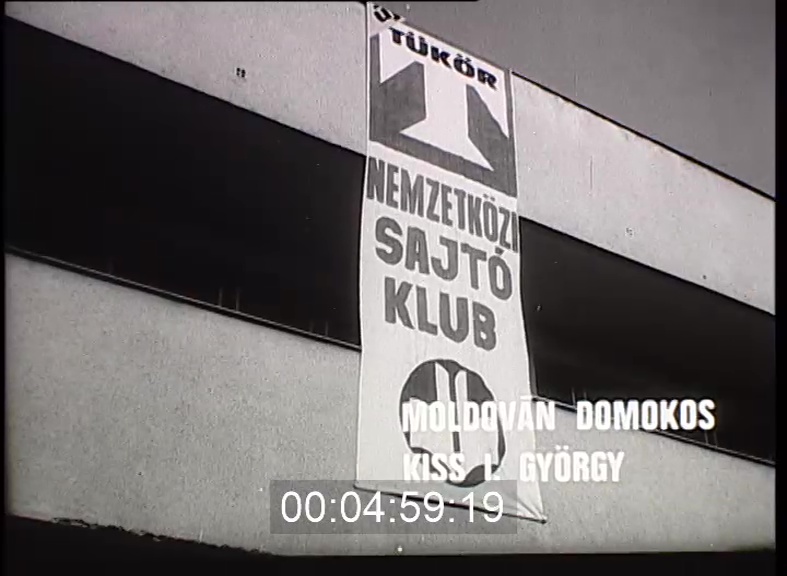 TÜKÖR
NEMZETKÖZI
SAJTÓ
KLUB
MOLDOVÁN DOMOKOS
KISS I. GYÖRGY
00:04:59:19